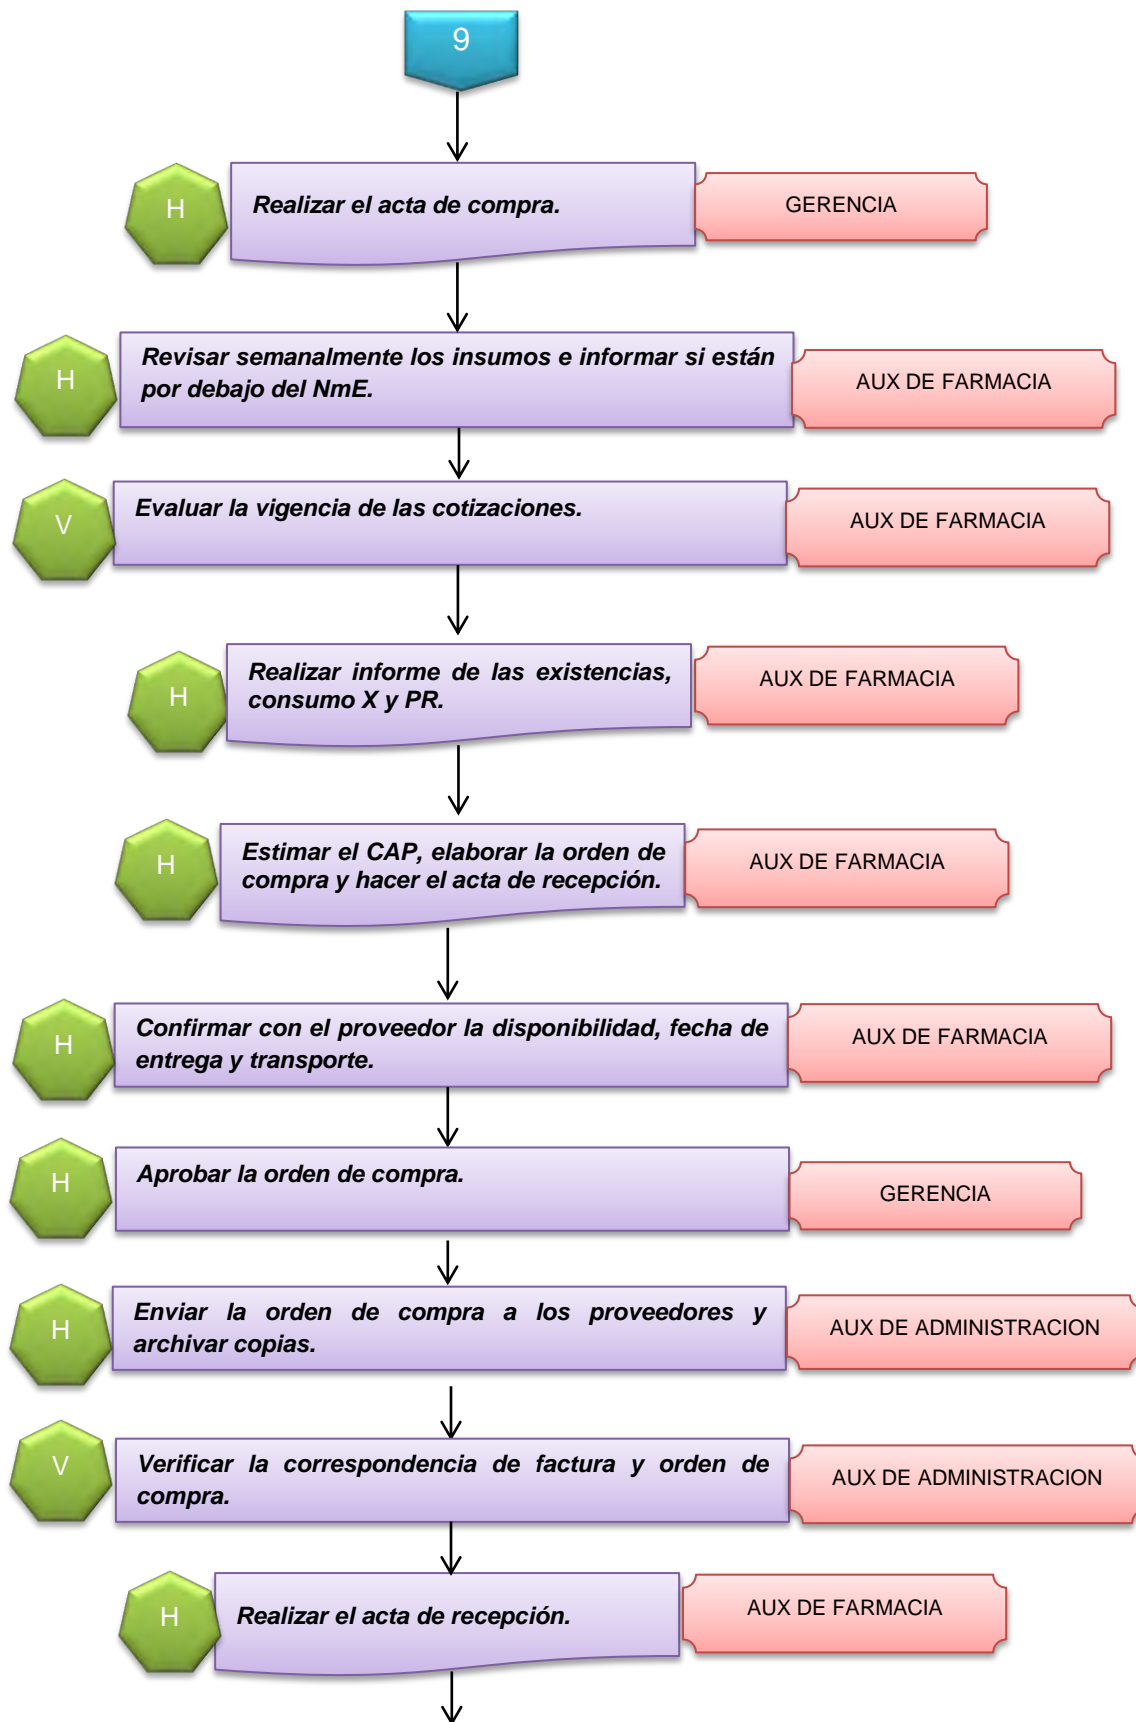 9
H
Realizar el acta de compra.
GERENCIA
H
Revisar semanalmente los insumos e informar si están
por debajo del NmE.
AUX DE FARMACIA
V
Evaluar la vigencia de las cotizaciones.
AUX DE FARMACIA
H
Realizar informe de las existencias,
consumo X y PR.
AUX DE FARMACIA
H
Estimar el CAP, elaborar la orden de
compra y hacer el acta de recepción.
AUX DE FARMACIA
H
Confirmar con el proveedor la disponibilidad, fecha de
entrega y transporte.
AUX DE FARMACIA
H
Aprobar la orden de compra.
GERENCIA
H
Enviar la orden de compra a los proveedores y
archivar copias.
AUX DE ADMINISTRACION
V
Verificar la correspondencia de factura y orden de
compra.
AUX DE ADMINISTRACION
H
Realizar el acta de recepción.
AUX DE FARMACIA